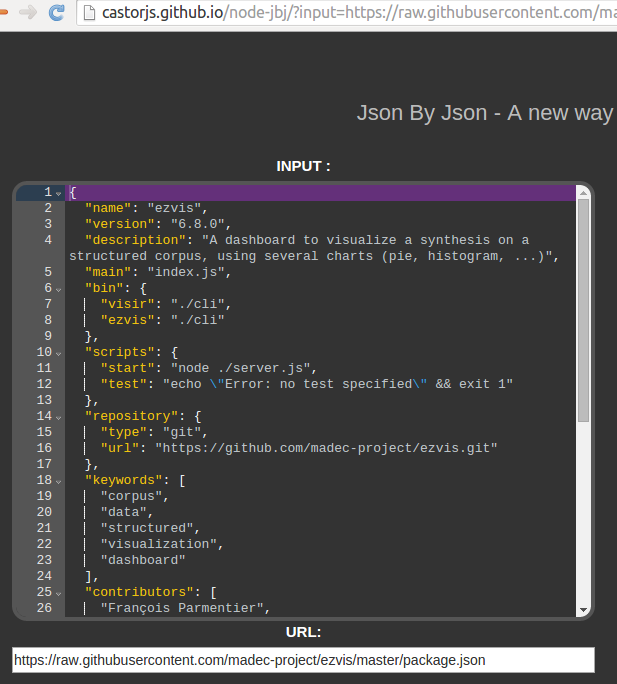 castorjs.github.io/node-jbj/?input=https://raw.githubusercontent.com/ma
Json By Json - A new way
INPUT :
1 {
2 "name": "ezvis",
3 "version": "6.8.0",
4 "description": "A dashboard to visualize a synthesis on a
structured corpus, using several charts (pie, histogram, ...)",
5 "main": "index.js",
6 "bin": {
7 "visir": "./cli",
8 "ezvis": "./cli"
9 },
10 "scripts": {
11 "start": "node ./server.js",
12 "test": "echo \"Error: no test specified\" && exit 1"
13 },
14 "repository": {
15 "type": "git",
16 "url": "https://github.com/madec-project/ezvis.git"
17 },
18 "keywords": [
19 "corpus",
20 "data",
21 "structured",
22 "visualization",
23 "dashboard"
24 ],
25 "contributors": [
26 "François Parmentier",
URL:
https://raw.githubusercontent.com/madec-project/ezvis/master/package.json